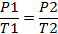 P1/T1 = P2/T2